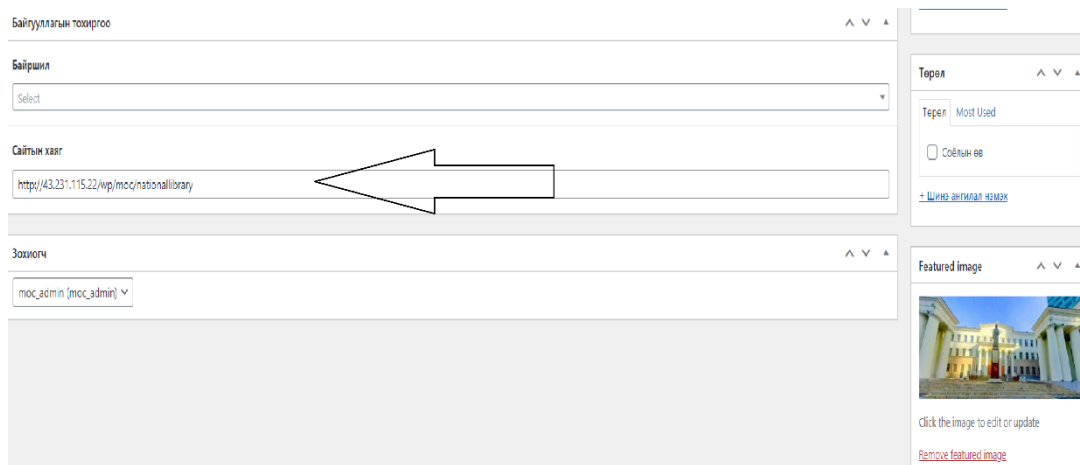 Байгууллагын тохиргоо
Байршил
Select
Сайтын хаяг
http://43.231.115.22/wp/moc/nationallibrary
Зохиогч
moc_admin (moc_admin)
Төрөл
Төрөл Most Used
Соёлын өв
+ Шинэ ангилал нэмэх
Featured image
Click the image to edit or update
Remove featured image